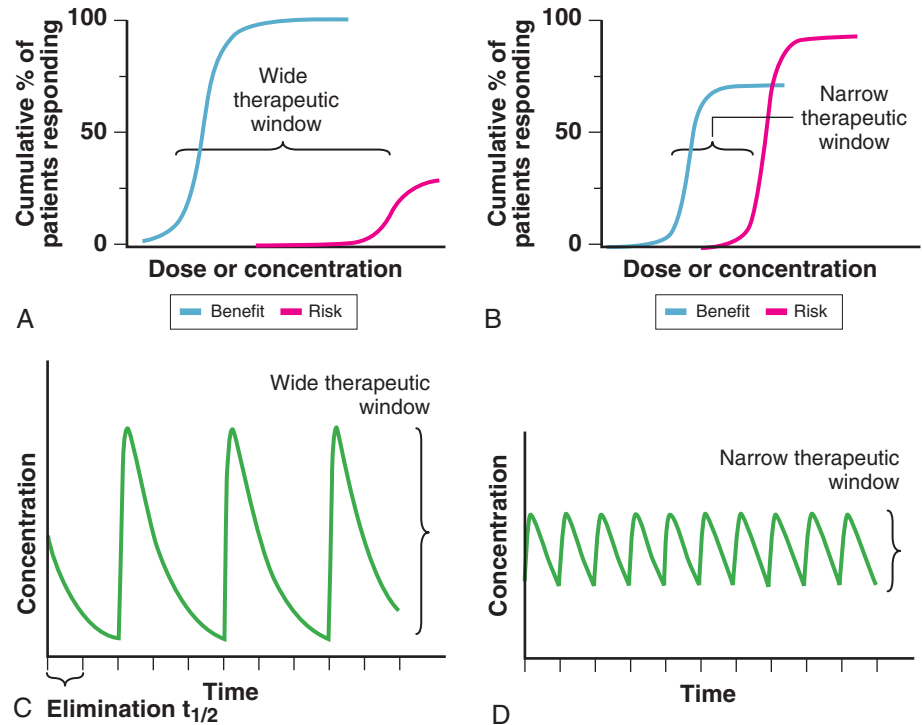 100
50
0
Cumulative % of
patients responding
Wide
therapeutic
window
Dose or concentration
A
Benefit
Risk
100
50
0
Cumulative % of
patients responding
Narrow
therapeutic
window
Dose or concentration
B
Benefit
Risk
Wide therapeutic
window
Concentration
Time
C
Elimination t1/2
Narrow therapeutic
window
Concentration
Time
D